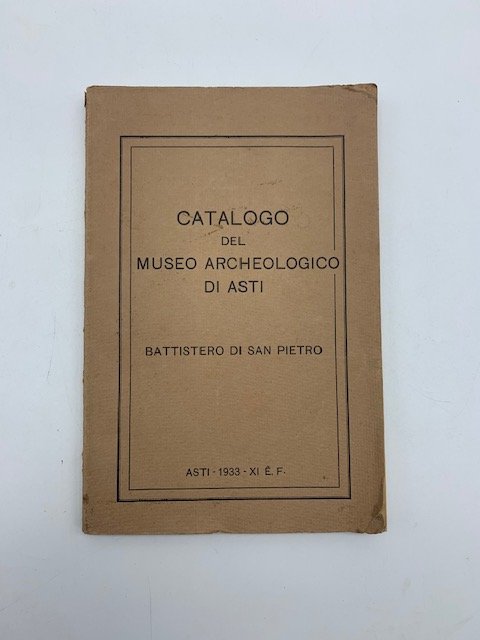 CATALOGO
DEL
MUSEO ARCHEOLOGICO
DI ASTI
BATTISTERO DI SAN PIETRO
ASTI - 1933 - XI Ê. F.